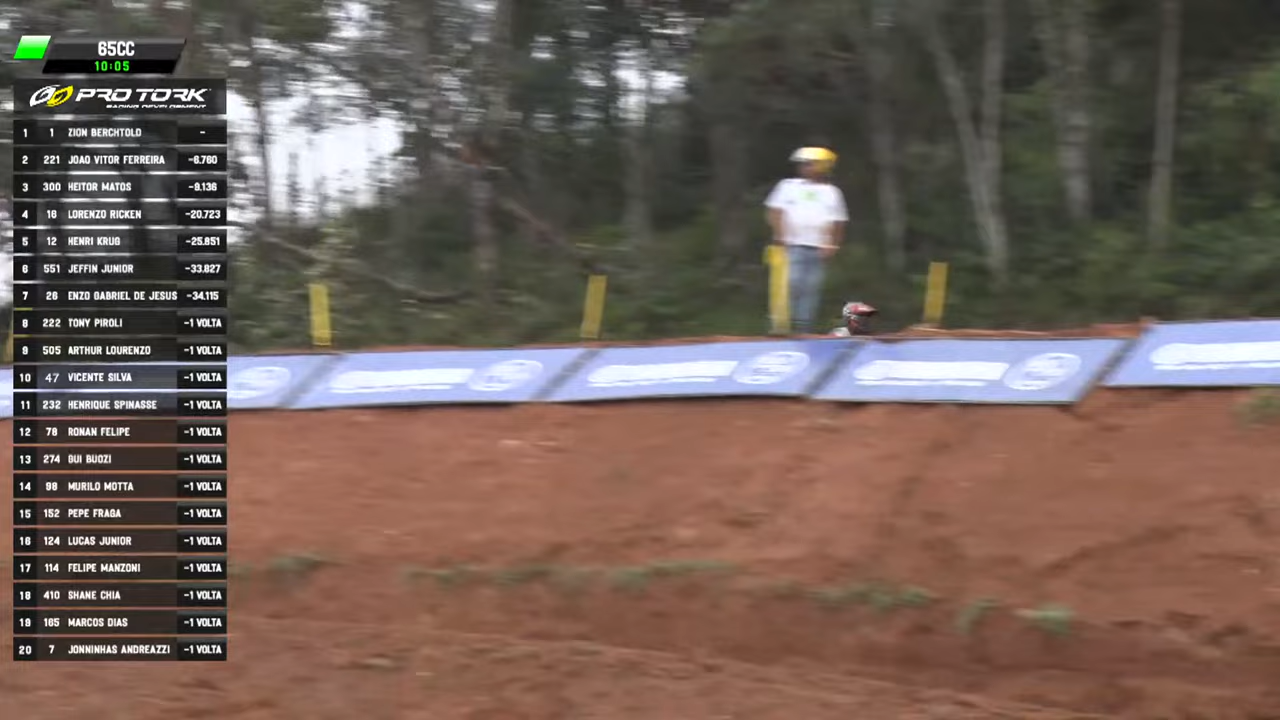 65CC
10:05
PRO TORK
RACING DEVELOPMENT
1 1 ZION BERCHTOLD -
2 221 JOAO VITOR FERREIRA -6.760
3 300 HEITOR MATOS -9.136
4 16 LORENZO RICKEN -20.723
5 12 HENRI KRUG -25.851
6 551 JEFFIN JUNIOR -33.827
7 26 ENZO GABRIEL DE JESUS -34.115
8 222 TONY PIROLI -1 VOLTA
9 505 ARTHUR LOURENZO -1 VOLTA
10 47 VICENTE SILVA -1 VOLTA
11 232 HENRIQUE SPINASSE -1 VOLTA
12 78 RONAN FELIPE -1 VOLTA
13 274 GUI BUOZI -1 VOLTA
14 98 MURILO MOTTA -1 VOLTA
15 152 PEPE FRAGA -1 VOLTA
16 124 LUCAS JUNIOR -1 VOLTA
17 114 FELIPE MANZONI -1 VOLTA
18 410 SHANE CHIA -1 VOLTA
19 165 MARCOS DIAS -1 VOLTA
20 7 JONNINHAS ANDREAZZI -1 VOLTA